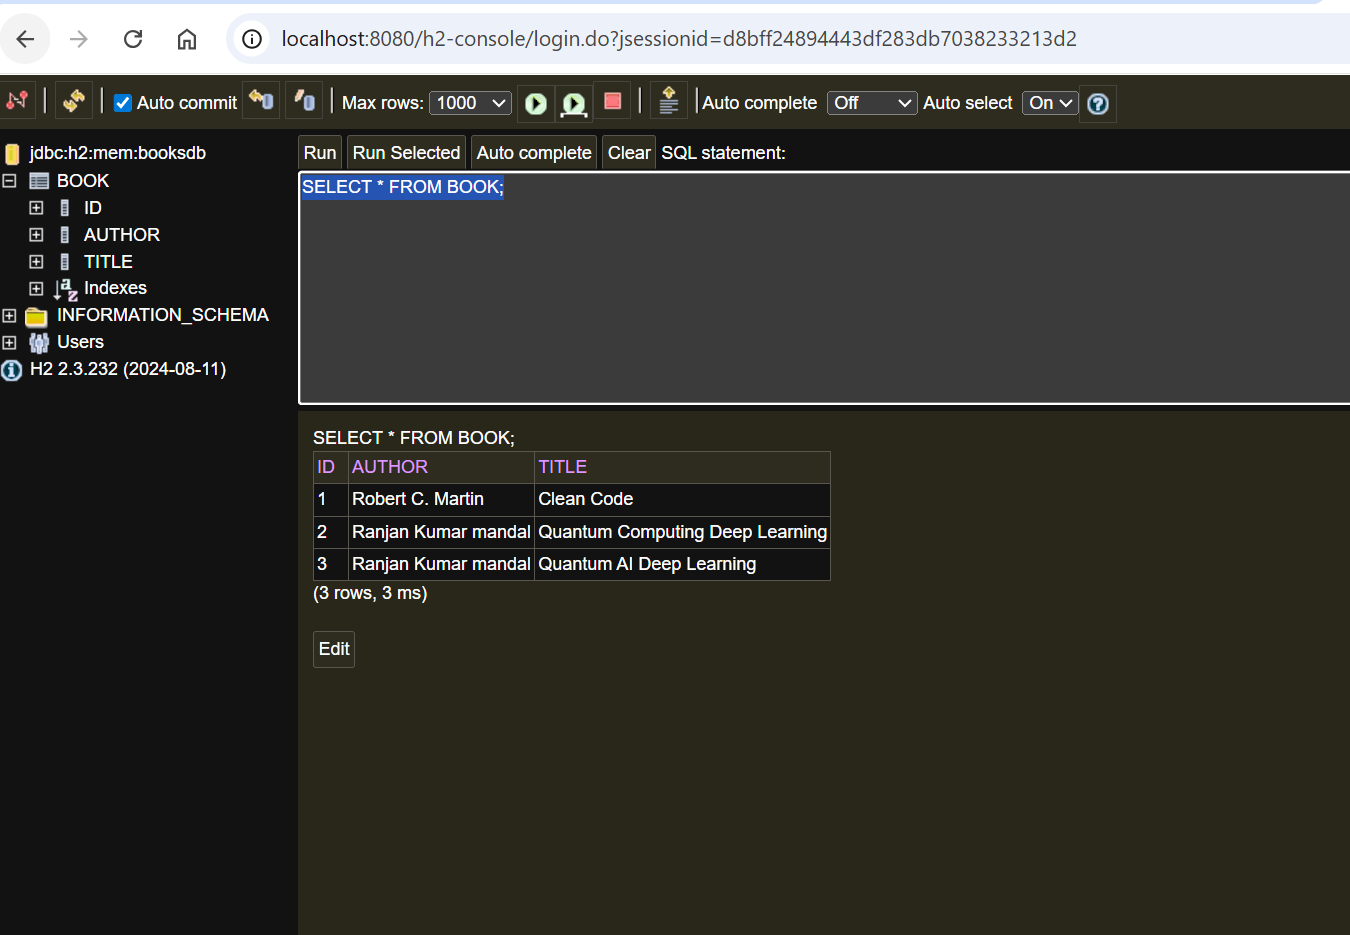 localhost:8080/h2-console/login.do?jsessionid=d8bff24894443df283db7038233213d2
Auto commit Max rows: 1000 Auto complete Off Auto select On
jdbc:h2:mem:booksdb
BOOK
ID
AUTHOR
TITLE
Indexes
INFORMATION_SCHEMA
Users
H2 2.3.232 (2024-08-11)
Run Run Selected Auto complete Clear SQL statement:
SELECT * FROM BOOK;
SELECT * FROM BOOK;
ID AUTHOR TITLE
1 Robert C. Martin Clean Code
2 Ranjan Kumar mandal Quantum Computing Deep Learning
3 Ranjan Kumar mandal Quantum AI Deep Learning
(3 rows, 3 ms)
Edit